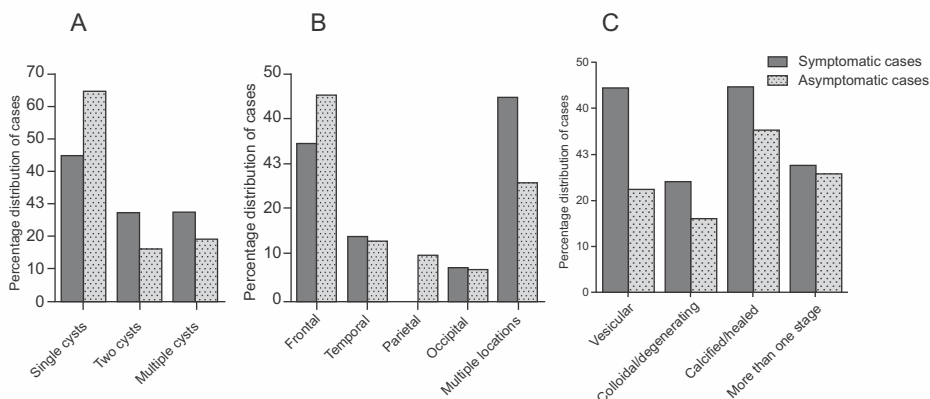 A
B
C
Symptomatic cases
Asymptomatic cases
Percentage distribution of cases
70
60
50
40
43
20
10
0
Single cysts
Two cysts
Multiple cysts
Percentage distribution of cases
50
40
43
20
10
0
Frontal
Temporal
Parietal
Occipital
Multiple locations
Percentage distribution of cases
50
40
43
20
10
0
Vesicular
Colloidal/degenerating
Calcified/healed
More than one stage